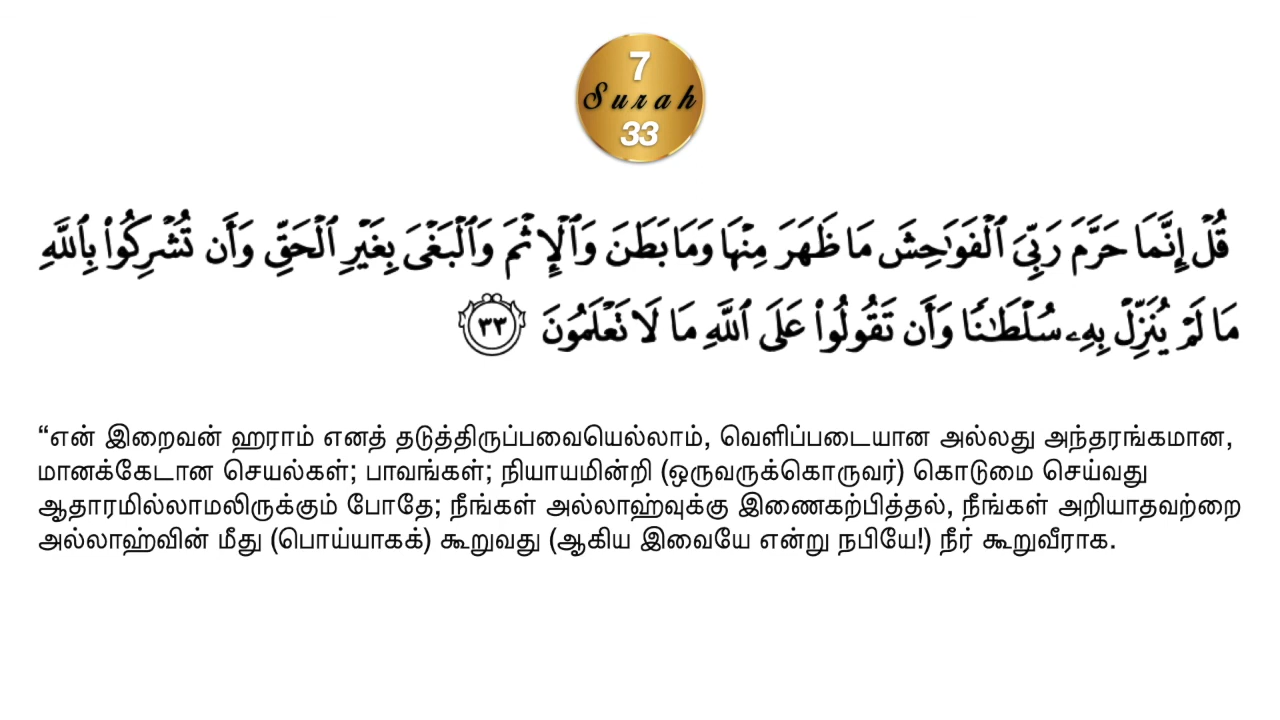 7
Surah
33
قُلْ إِنَّمَا حَرَّمَ رَبِّىَ ٱلْفَوَٰحِشَ مَا ظَهَرَ مِنْهَا وَمَا بَطَنَ وَٱلْإِثْمَ وَٱلْبَغْىَ بِغَيْرِ ٱلْحَقِّ وَأَن تُشْرِكُوا۟ بِٱللَّهِ
مَا لَمْ يُنَزِّلْ بِهِۦ سُلْطَٰنًا وَأَن تَقُولُوا۟ عَلَى ٱللَّهِ مَا لَا تَعْلَمُونَ ٣٣
“என் இறைவன் ஹராம் எனத் தடுத்திருப்பவையெல்லாம், வெளிப்படையான அல்லது அந்தரங்கமான,
மானக்கேடான செயல்கள்; பாவங்கள்; நியாயமின்றி (ஒருவருக்கொருவர்) கொடுமை செய்வது
ஆதாரமில்லாமலிருக்கும் போதே; நீங்கள் அல்லாஹ்வுக்கு இணைகற்பித்தல், நீங்கள் அறியாதவற்றை
அல்லாஹ்வின் மீது (பொய்யாகக்) கூறுவது (ஆகிய இவையே என்று நபியே!) நீர் கூறுவீராக.